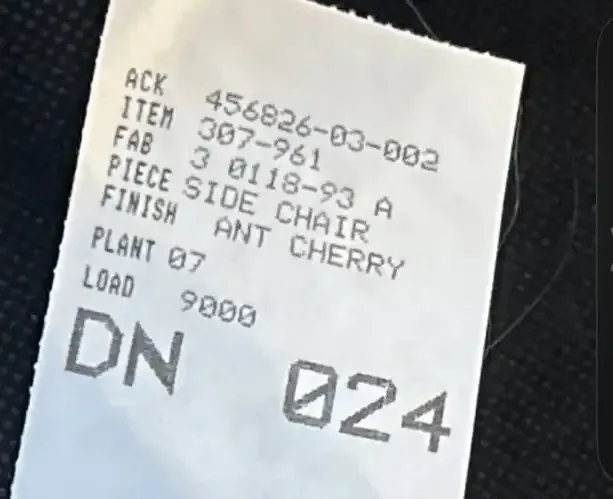 ACK 456826-03-002
ITEM 307-961
FAB 3 0118-93 A
PIECE SIDE CHAIR
FINISH ANT CHERRY
PLANT 07
LOAD 9000
DN 024